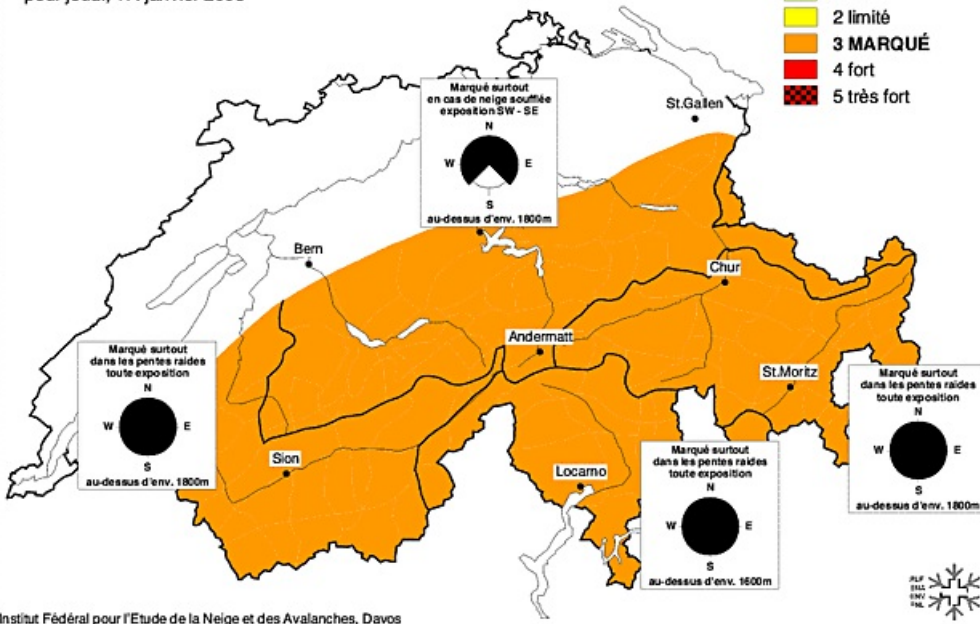 pour jeudi,
2 limité
3 MARQUÉ
4 fort
5 très fort
Marqué surtout
en cas de neige soufflée
exposition SW - SE
N
W E
S
au-dessus d'env. 1800m
St.Gallen
Bern
Chur
Andermatt
St.Moritz
Sion
Locarno
Marqué surtout
dans les pentes raides
toute exposition
N
W E
S
au-dessus d'env. 1800m
Marqué surtout
dans les pentes raides
toute exposition
N
W E
S
au-dessus d'env. 1800m
Marqué surtout
dans les pentes raides
toute exposition
N
W E
S
au-dessus d'env. 1600m
SLF
Institut Fédéral pour l'Etude de la Neige et des Avalanches, Davos